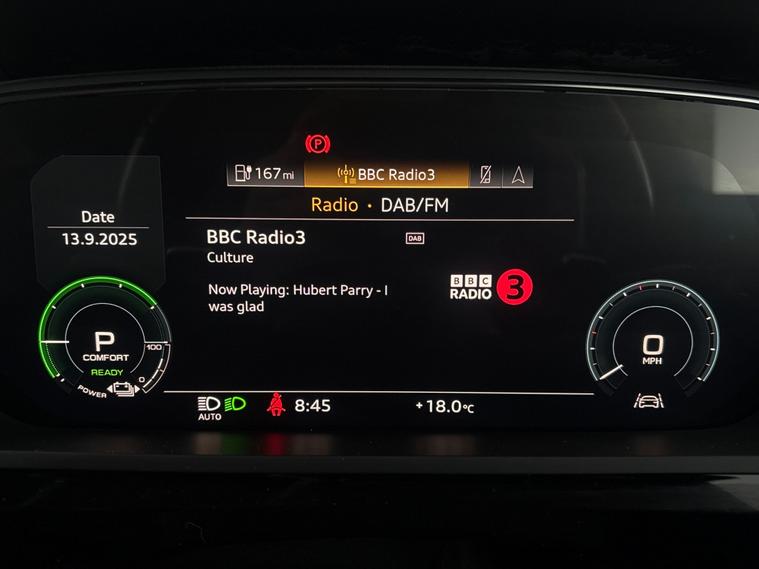 P
167 mi
BBC Radio3
Radio · DAB/FM
Date
13.9.2025
BBC Radio3
DAB
Culture
Now Playing: Hubert Parry - I
was glad
BBC
RADIO 3
P
COMFORT
READY
100
0
POWER
0
MPH
AUTO
8:45
+18.0°C